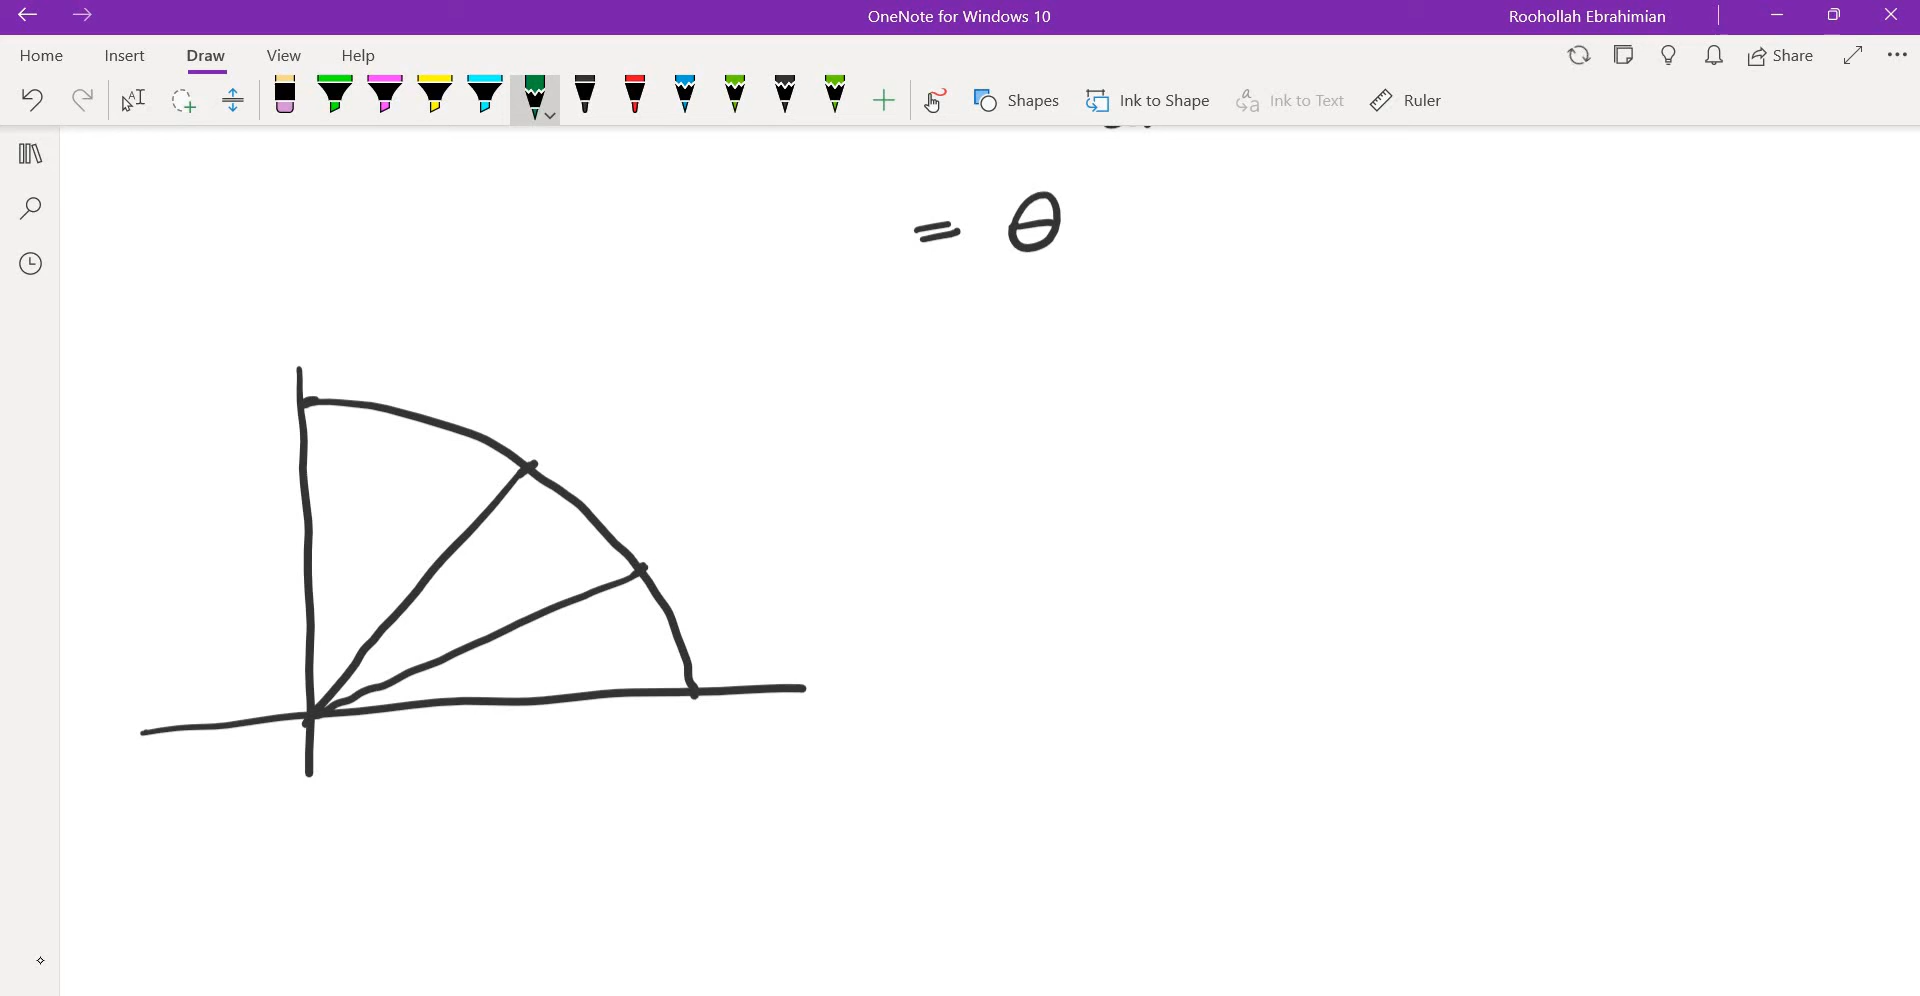 OneNote for Windows 10
Roohollah Ebrahimian
Home Insert Draw View Help
Share
Shapes Ink to Shape Ink to Text Ruler
= θ